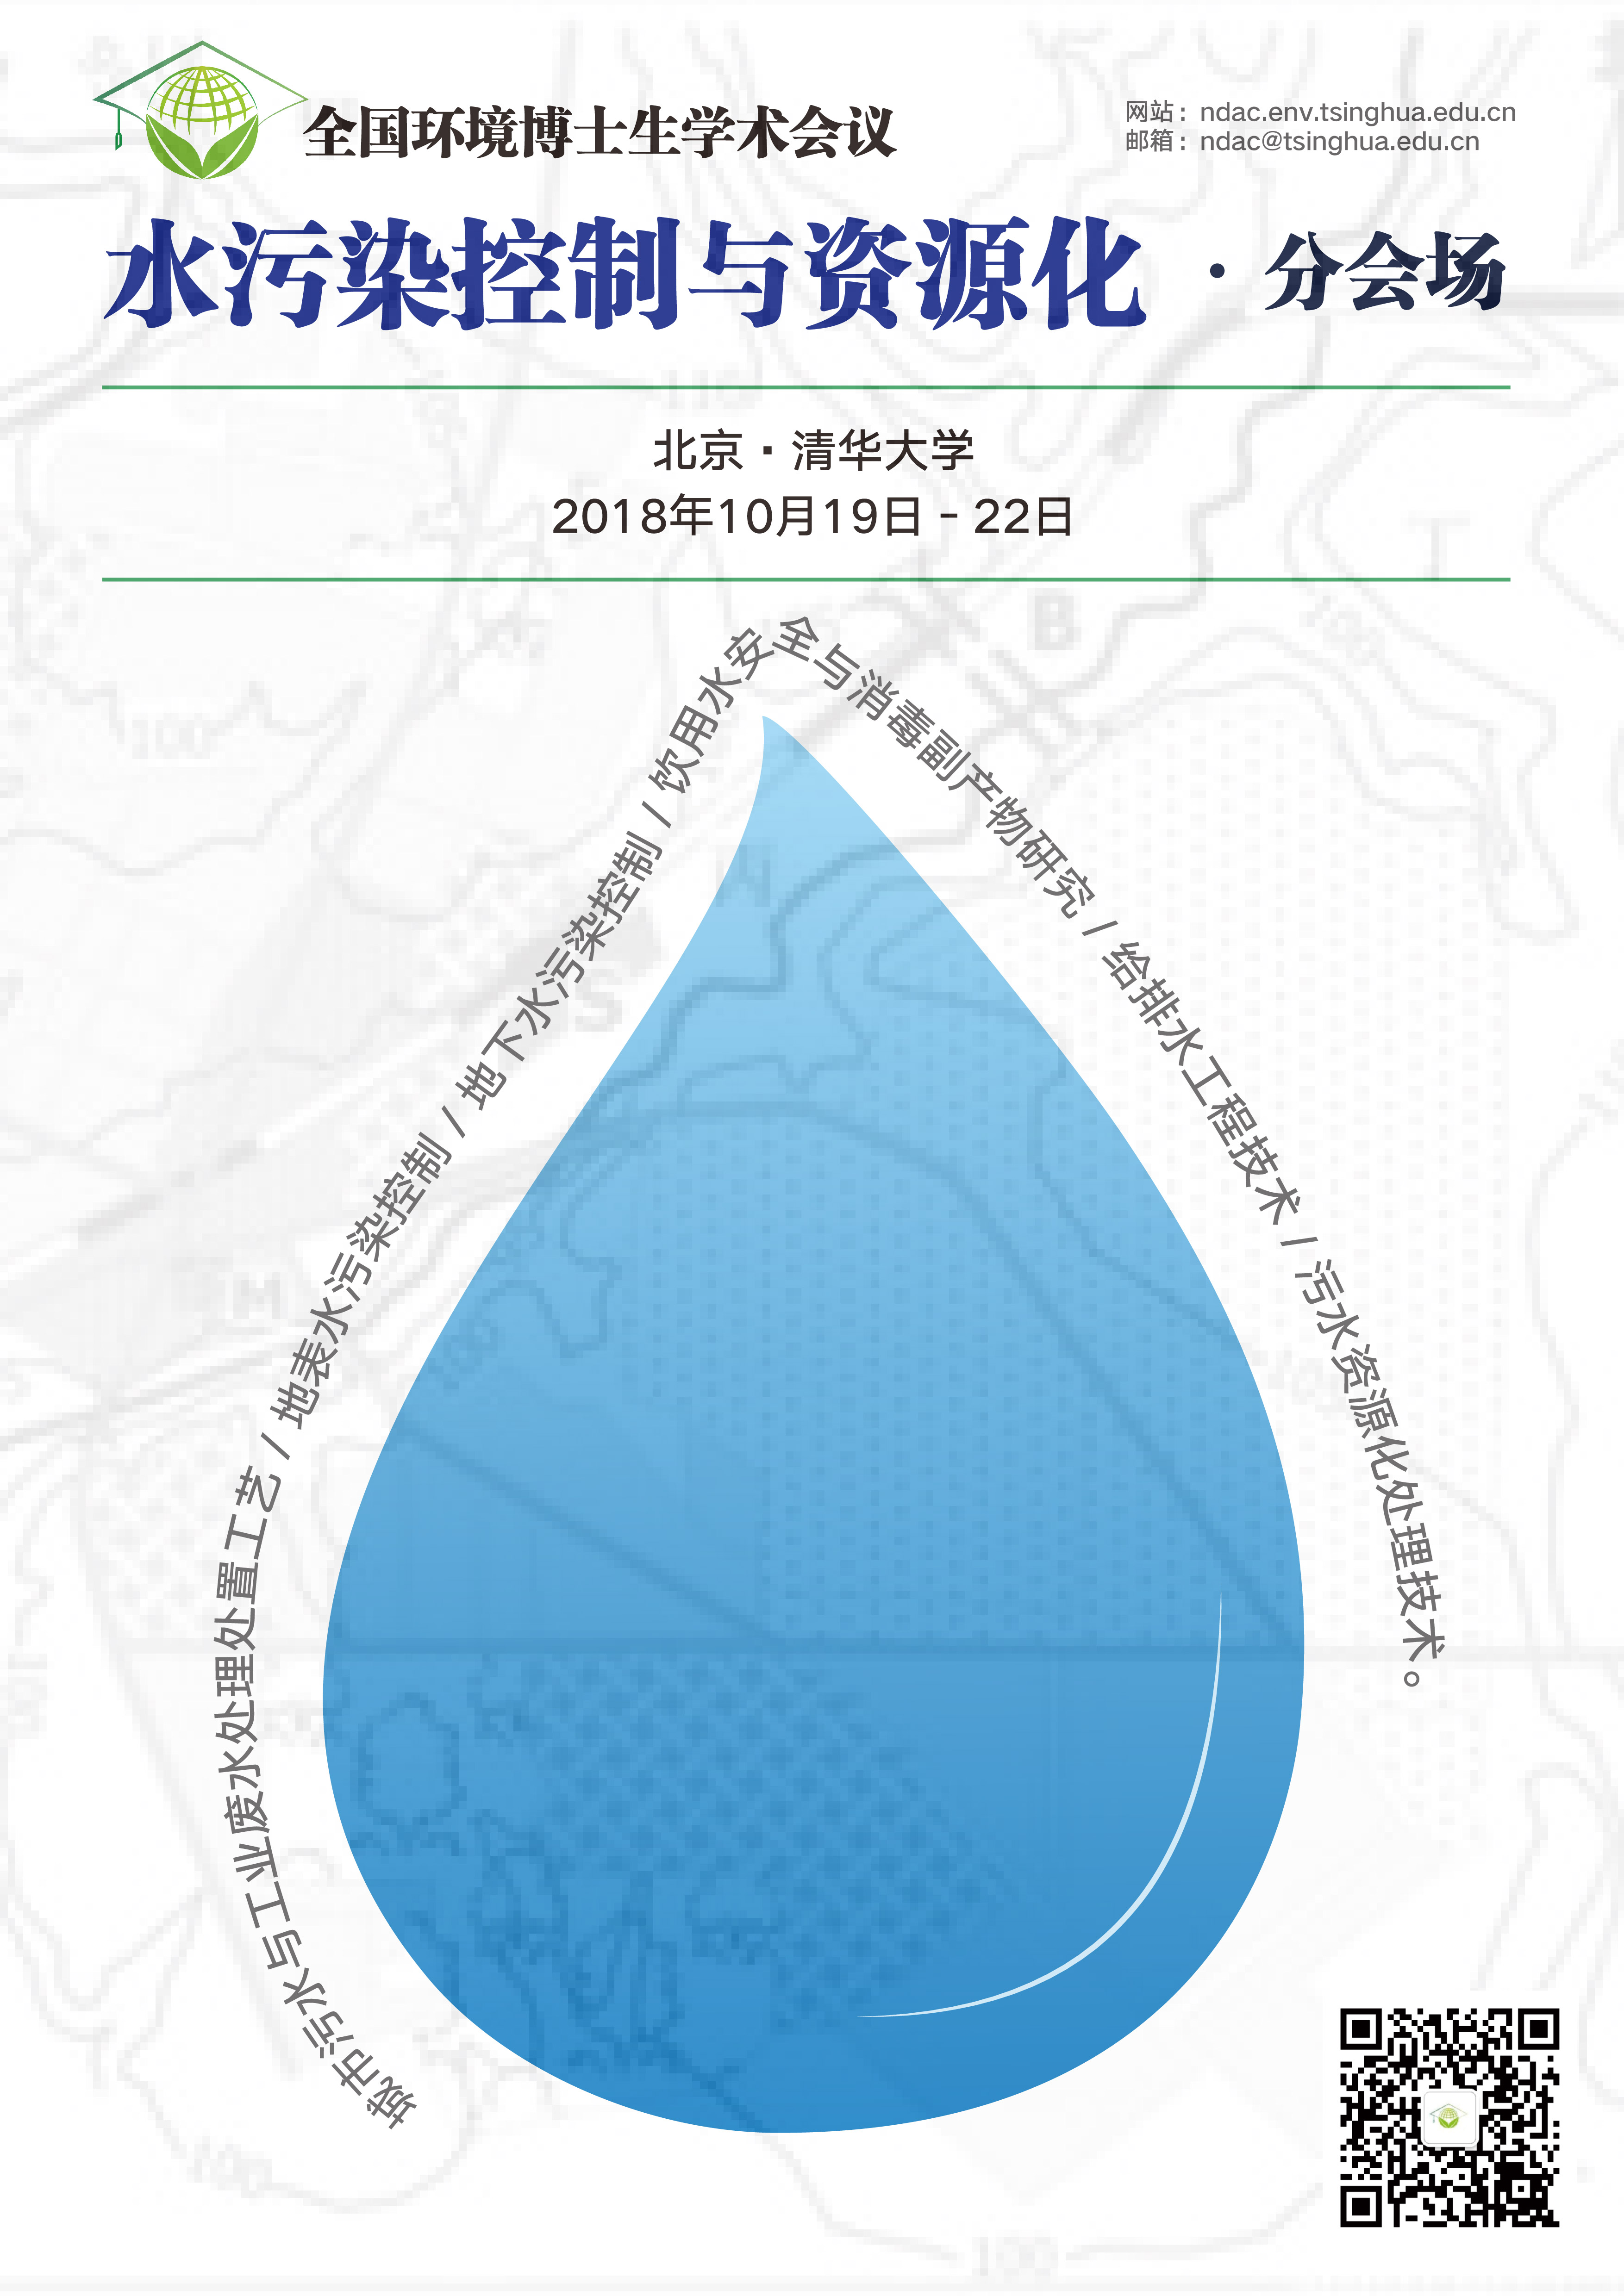 全国环境博士生学术会议
网站：ndac.env.tsinghua.edu.cn
邮箱：ndac@tsinghua.edu.cn
水污染控制与资源化 · 分会场
北京·清华大学
2018年10月19日－22日
城市污水与工业废水处理处置工艺 / 地表水污染控制 / 地下水污染控制 / 饮用水安全与消毒副产物研究 / 给排水工程技术 / 污水资源化处理技术。